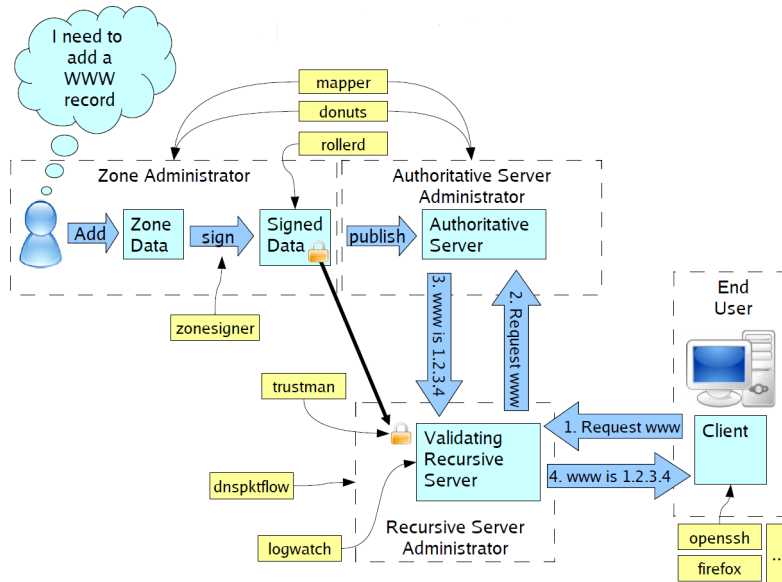 I need to
add a
WWW
record
mapper
donuts
rollerd
Zone Administrator
Authoritative Server
Administrator
Add
Zone
Data
sign
Signed
Data
publish
Authoritative
Server
zonesigner
3. www is 1.2.3.4
2. Request www
End
User
trustman
1. Request www
Client
Validating
Recursive
Server
4. www is 1.2.3.4
dnspktflow
logwatch
Recursive Server
Administrator
openssh
firefox
...